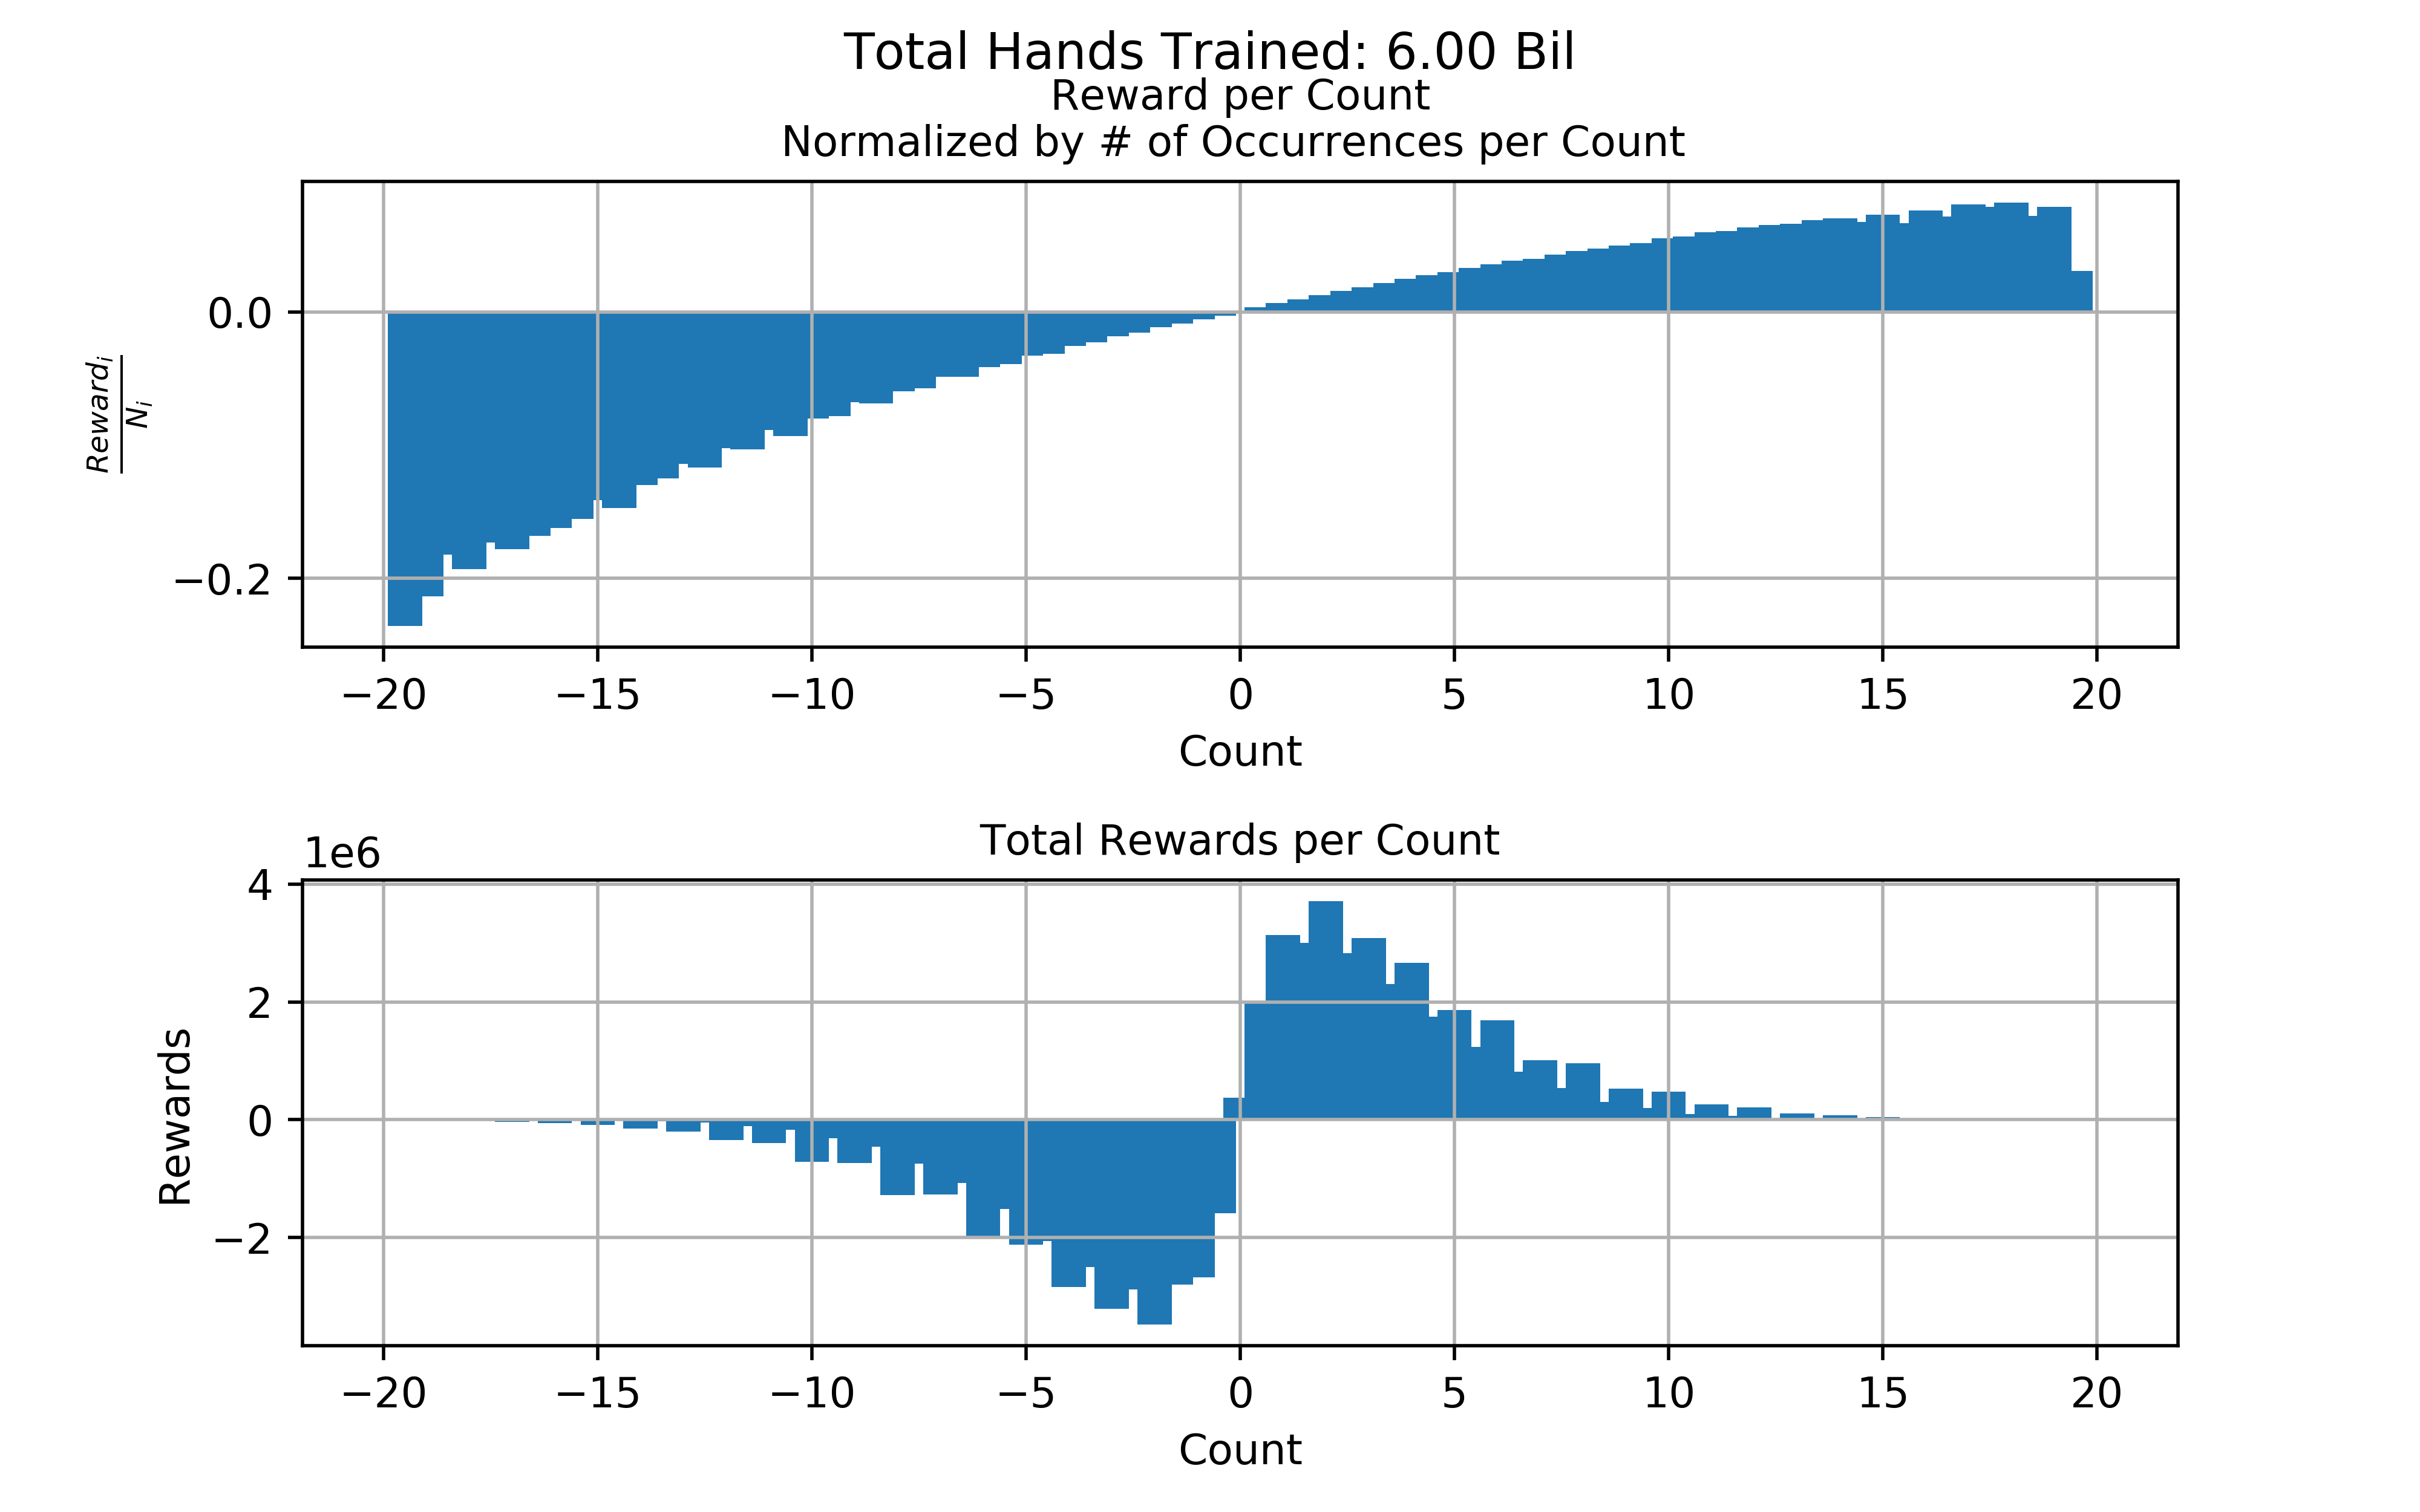 Total Hands Trained: 6.00 Bil
Reward per Count
Normalized by # of Occurrences per Count
0.0
−0.2
Reward_i
N_i
−20 −15 −10 −5 0 5 10 15 20
Count
Total Rewards per Count
1e6
4
2
0
−2
Rewards
−20 −15 −10 −5 0 5 10 15 20
Count